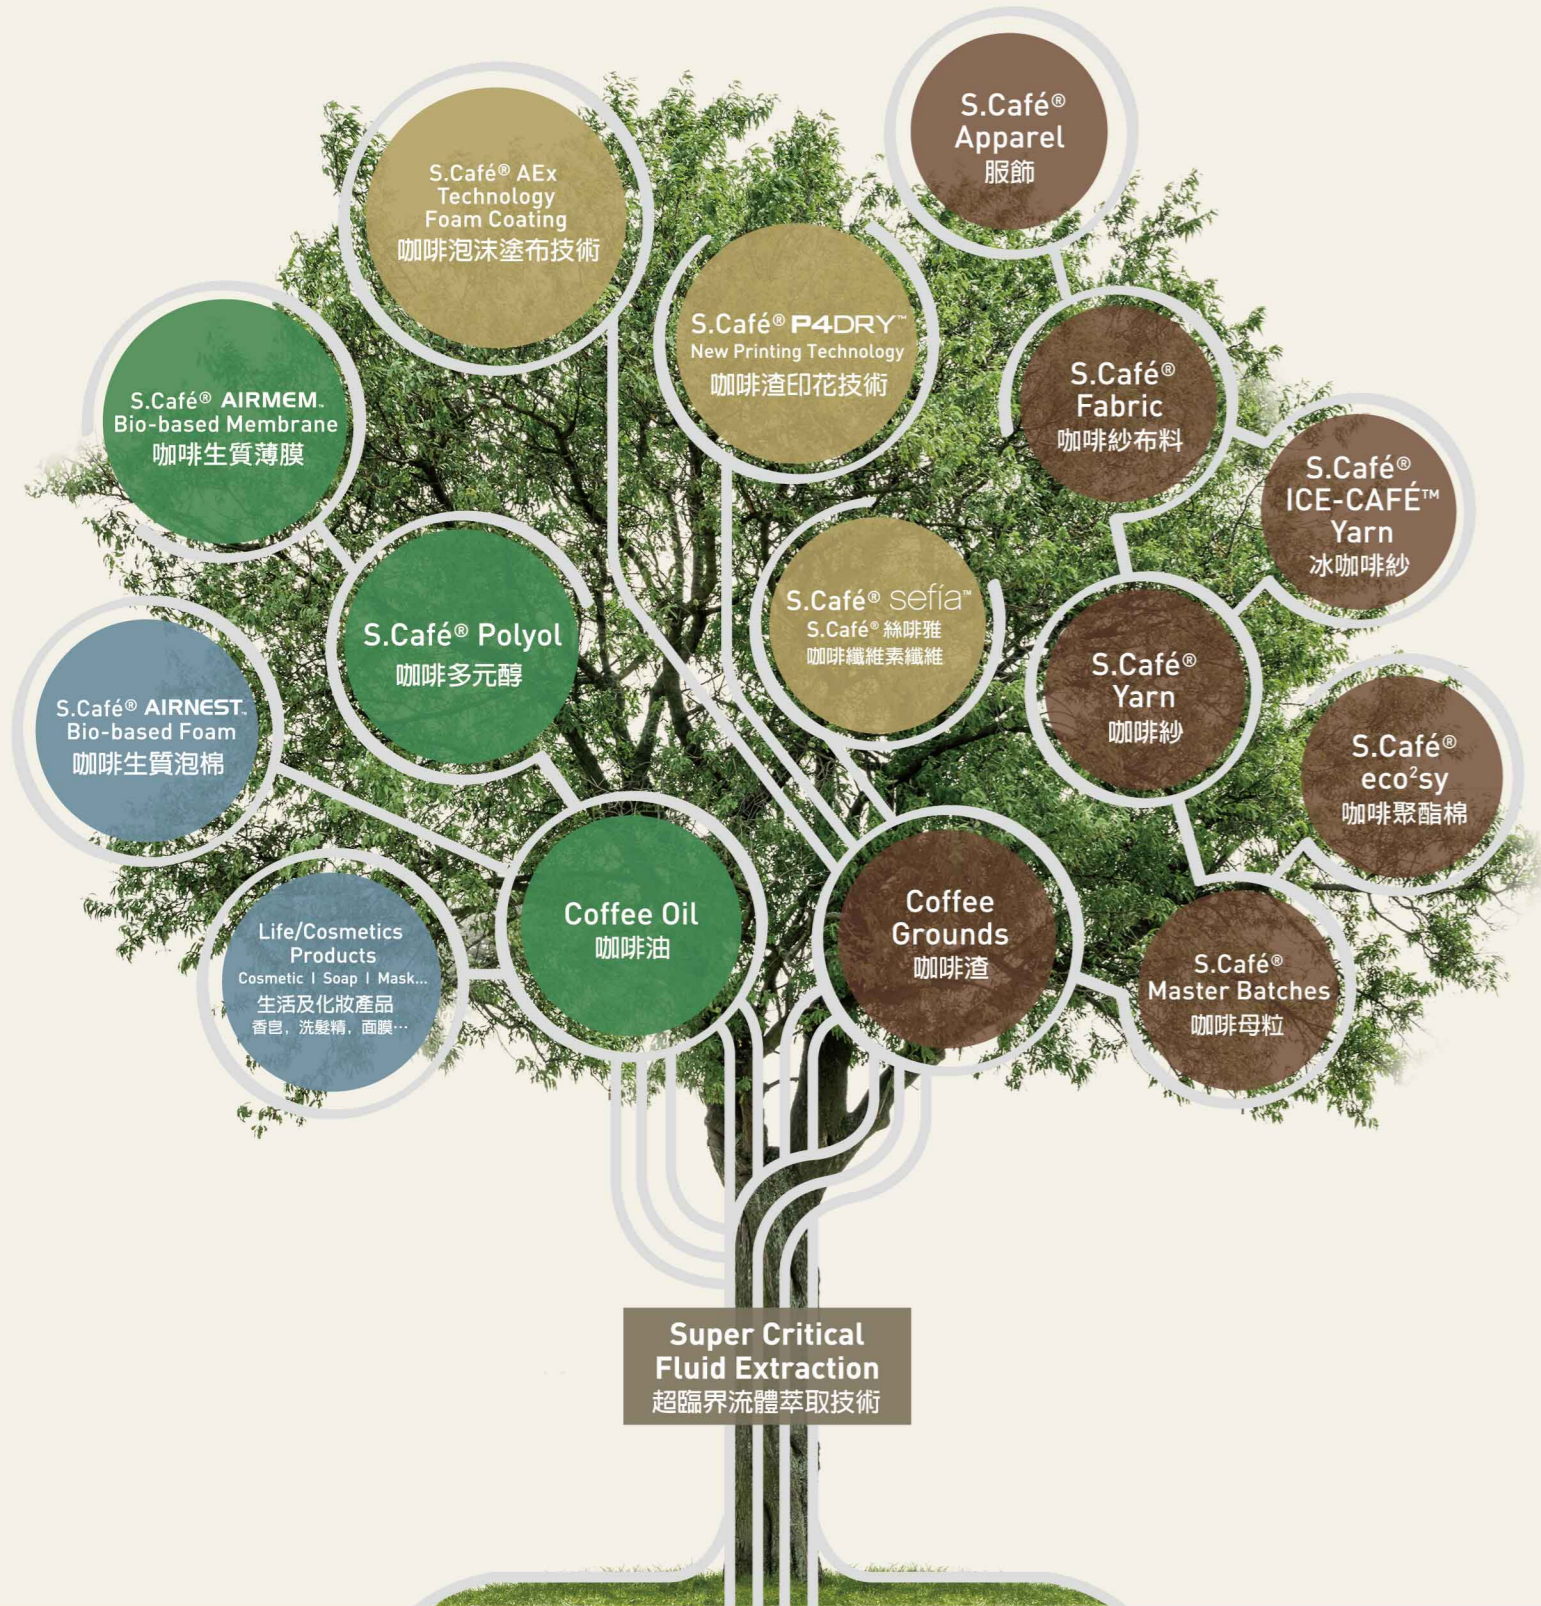 S.Café®
Apparel
服飾
S.Café® AEx
Technology
Foam Coating
咖啡泡沫塗布技術
S.Café® P4DRY™
New Printing Technology
咖啡渣印花技術
S.Café® AIRMEM™
Bio-based Membrane
咖啡生質薄膜
S.Café®
Fabric
咖啡紗布料
S.Café®
ICE-CAFÉ™
Yarn
冰咖啡紗
S.Café® Polyol
咖啡多元醇
S.Café® sefia™
S.Café® 絲啡雅
咖啡纖維素纖維
S.Café®
Yarn
咖啡紗
S.Café® AIRNEST™
Bio-based Foam
咖啡生質泡棉
S.Café®
eco²sy
咖啡聚酯棉
Life/Cosmetics
Products
Cosmetic | Soap | Mask...
生活及化妝產品
香皂, 洗髮精, 面膜…
Coffee Oil
咖啡油
Coffee
Grounds
咖啡渣
S.Café®
Master Batches
咖啡母粒
Super Critical
Fluid Extraction
超臨界流體萃取技術